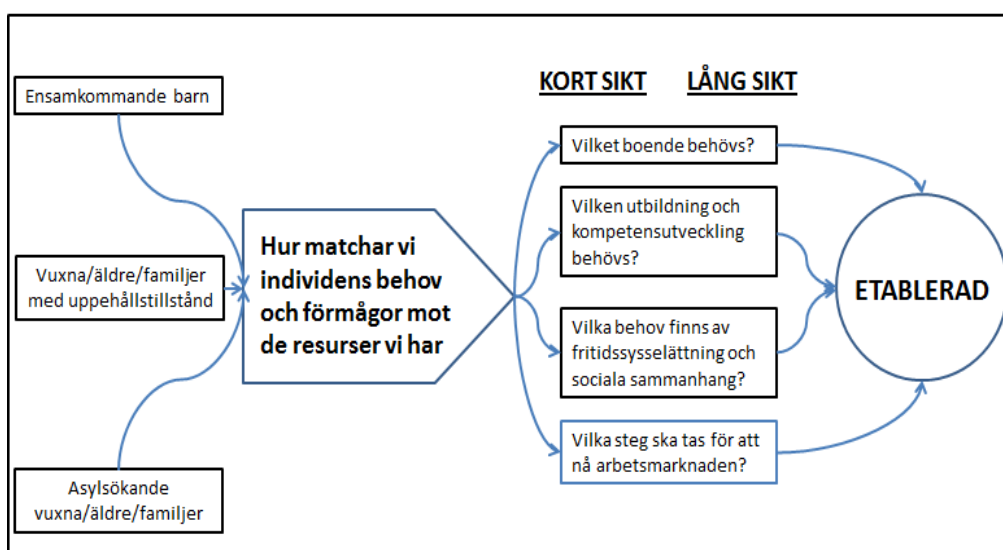 KORT SIKT LÅNG SIKT
Ensamkommande barn
Vuxna/äldre/familjer
med uppehållstillstånd
Asylsökande
vuxna/äldre/familjer
Hur matchar vi
individens behov
och förmågor mot
de resurser vi har
Vilket boende behövs?
Vilken utbildning och
kompetensutveckling
behövs?
Vilka behov finns av
fritidssysselättning och
sociala sammanhang?
Vilka steg ska tas för att
nå arbetsmarknaden?
ETABLERAD